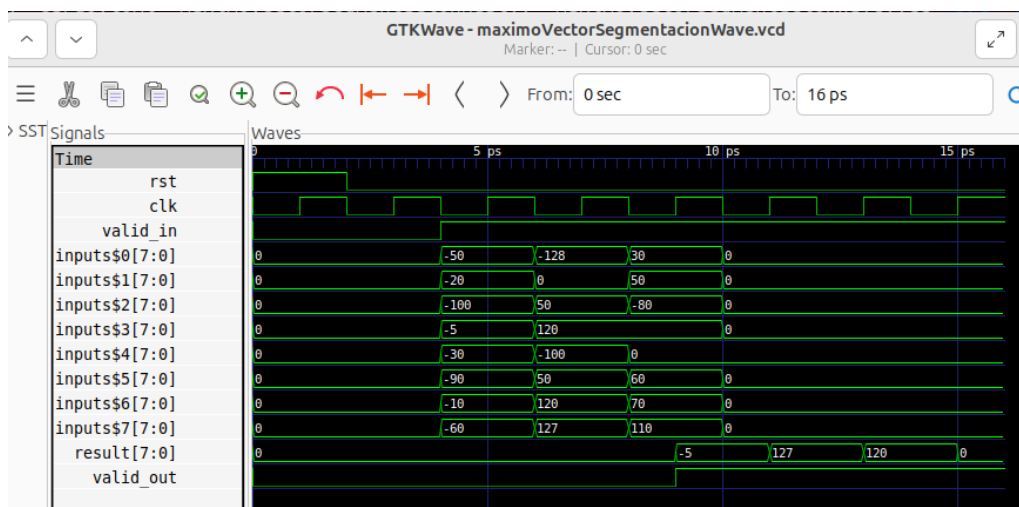 GTKWave - maximoVectorSegmentacionWave.vcd
Marker: -- | Cursor: 0 sec
From: 0 sec To: 16 ps
SST Signals Waves
Time 0 5 ps 10 ps 15 ps
rst
clk
valid_in
inputs$0[7:0] 0 -50 -128 30 0
inputs$1[7:0] 0 -20 0 50 0
inputs$2[7:0] 0 -100 50 -80 0
inputs$3[7:0] 0 -5 120 0
inputs$4[7:0] 0 -30 -100 0
inputs$5[7:0] 0 -90 50 60 0
inputs$6[7:0] 0 -10 120 70 0
inputs$7[7:0] 0 -60 127 110 0
result[7:0] 0 -5 127 120 0
valid_out